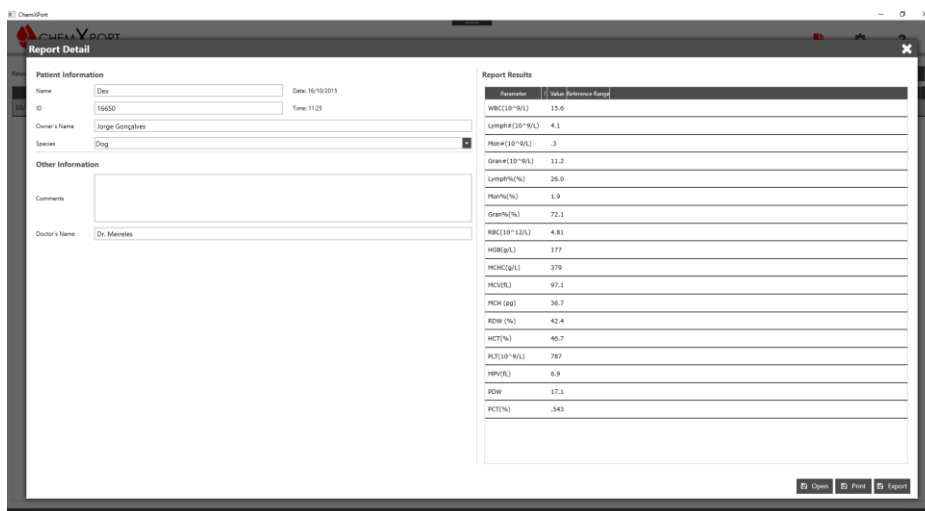 ChemXPort
CHEMXPORT
Report Detail
Patient Information
Name Dex Date: 16/10/2015
ID 16650 Time: 11:25
Owner's Name Jorge Gonçalves
Species Dog
Other Information
Comments
Doctor's Name Dr. Meireles
Report Results
Parameter ! Value Reference Range
WBC(10^9/L) 15.6
Lymph#(10^9/L) 4.1
Mon#(10^9/L) .3
Gran#(10^9/L) 11.2
Lymph%(%) 26.0
Mon%(%) 1.9
Gran%(%) 72.1
RBC(10^12/L) 4.81
HGB(g/L) 177
MCHC(g/L) 379
MCV(fL) 97.1
MCH (pg) 36.7
RDW (%) 42.4
HCT(%) 46.7
PLT(10^9/L) 787
MPV(fL) 6.9
PDW 17.1
PCT(%) .543
Open Print Export